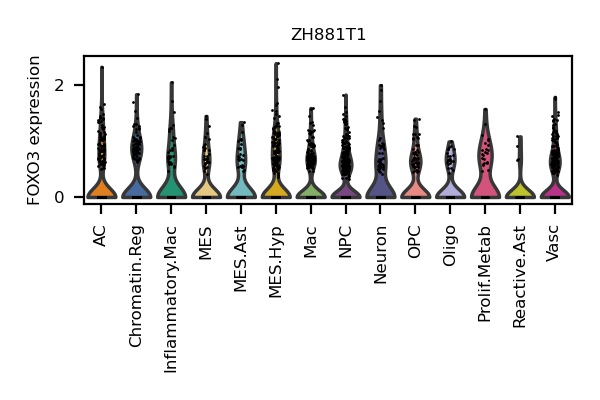 ZH881T1
FOXO3 expression
2
0
AC
Chromatin.Reg
Inflammatory.Mac
MES
MES.Ast
MES.Hyp
Mac
NPC
Neuron
OPC
Oligo
Prolif.Metab
Reactive.Ast
Vasc